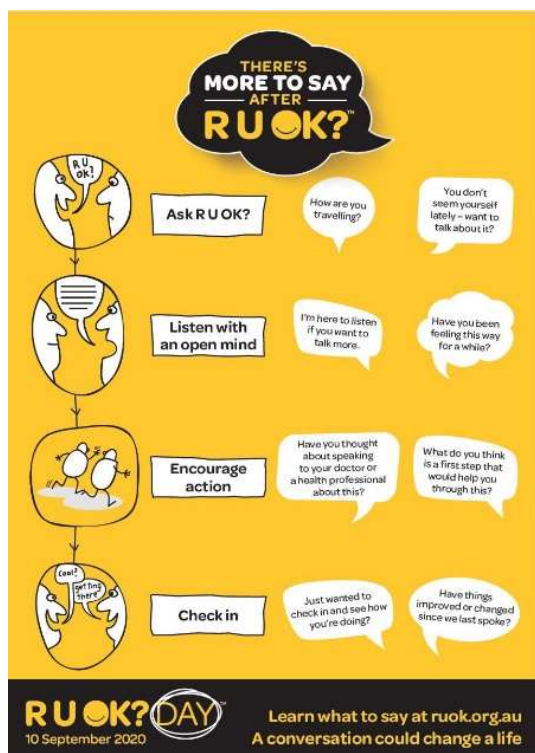 THERE'S
MORE TO SAY
AFTER
R U OK?™
R U
OK?
Ask R U OK?
How are you
travelling?
You don't
seem yourself
lately – want to
talk about it?
Listen with
an open mind
I'm here to listen
if you want to
talk more.
Have you been
feeling this way
for a while?
Encourage
action
Have you thought
about speaking
to your doctor or
a health professional
about this?
What do you think
is a first step that
would help you
through this?
Cool?
getting
there!
Check in
Just wanted to
check in and see how
you're doing?
Have things
improved or changed
since we last spoke?
R U OK? DAY™
10 September 2020
Learn what to say at ruok.org.au
A conversation could change a life